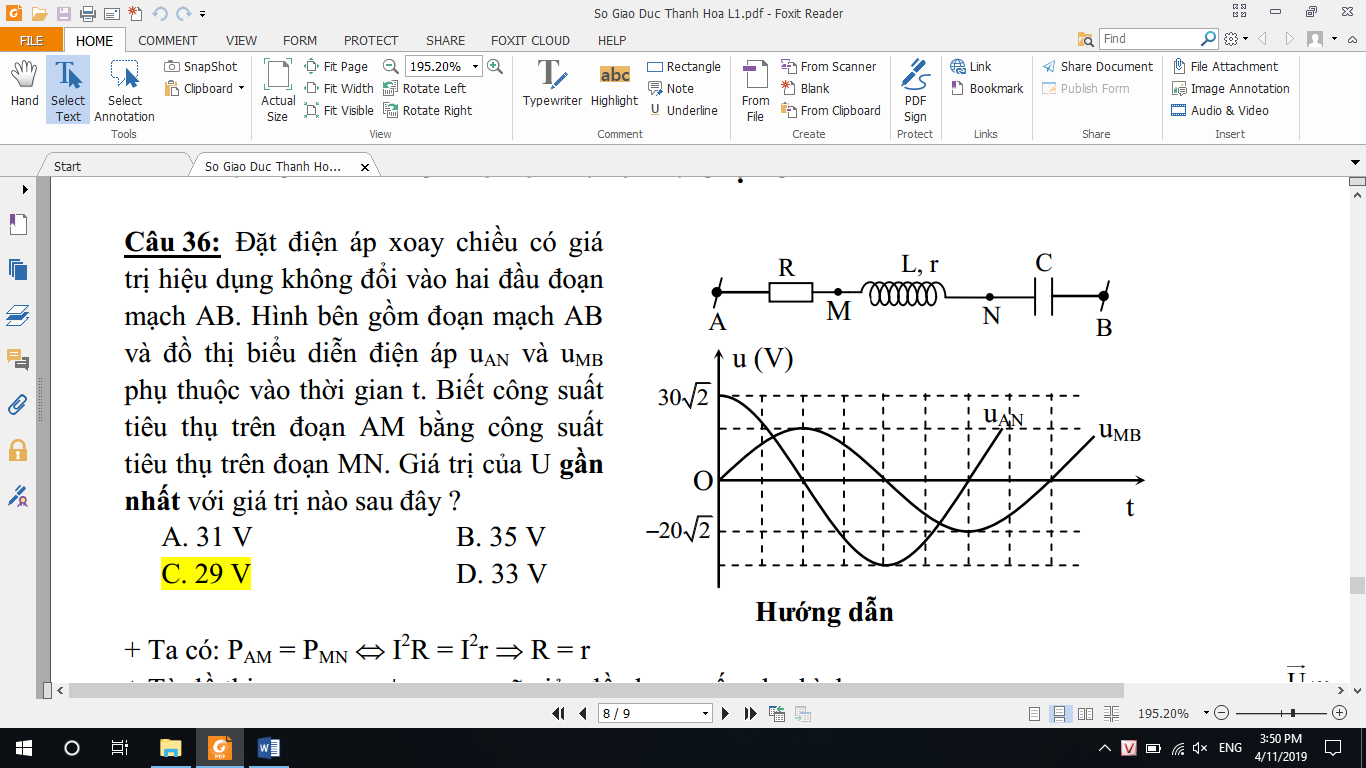 So Giao Duc Thanh Hoa L1.pdf - Foxit Reader
FILE HOME COMMENT VIEW FORM PROTECT SHARE FOXIT CLOUD HELP
Find
Hand
Select Text
Select Annotation
SnapShot
Clipboard
Tools
Actual Size
Fit Page
Fit Width
Fit Visible
195.20%
Rotate Left
Rotate Right
View
Typewriter
Highlight
Rectangle
Note
Underline
Comment
From File
From Scanner
Blank
From Clipboard
Create
PDF Sign
Protect
Link
Bookmark
Links
Share Document
Publish Form
Share
File Attachment
Image Annotation
Audio & Video
Insert
Start
So Giao Duc Thanh Ho...
Câu 36: Đặt điện áp xoay chiều có giá
trị hiệu dụng không đổi vào hai đầu đoạn
mạch AB. Hình bên gồm đoạn mạch AB
và đồ thị biểu diễn điện áp uAN và uMB
phụ thuộc vào thời gian t. Biết công suất
tiêu thụ trên đoạn AM bằng công suất
tiêu thụ trên đoạn MN. Giá trị của U gần
nhất với giá trị nào sau đây ?
A. 31 V B. 35 V
C. 29 V D. 33 V
R L, r C
A M N B
u (V)
30√2
uAN
uMB
O
t
–20√2
Hướng dẫn
+ Ta có: PAM = PMN ⇔ I²R = I²r ⇒ R = r
8 / 9
195.20%
ENG
3:50 PM
4/11/2019